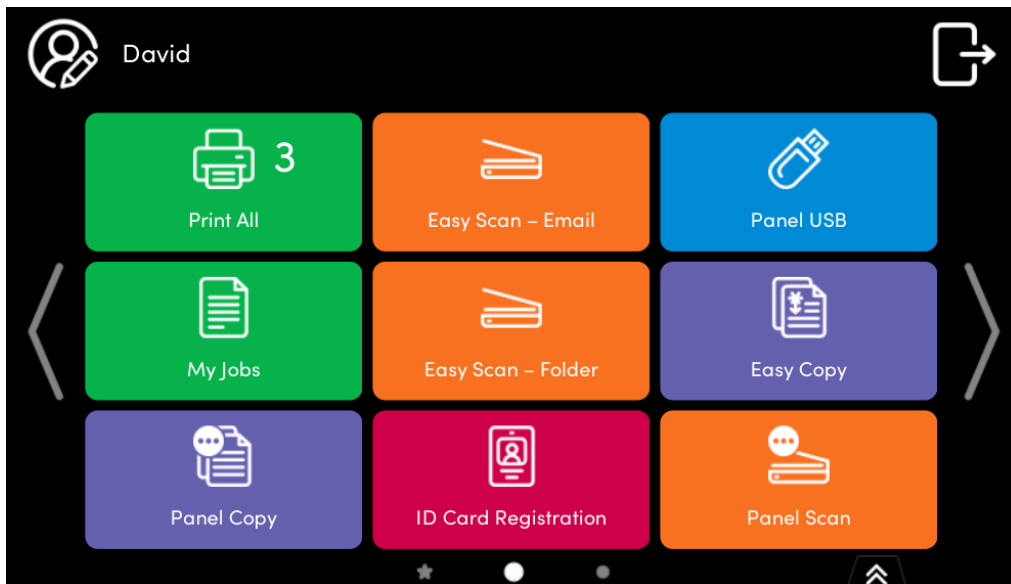 David
3
Print All
Easy Scan – Email
Panel USB
My Jobs
Easy Scan – Folder
Easy Copy
Panel Copy
ID Card Registration
Panel Scan